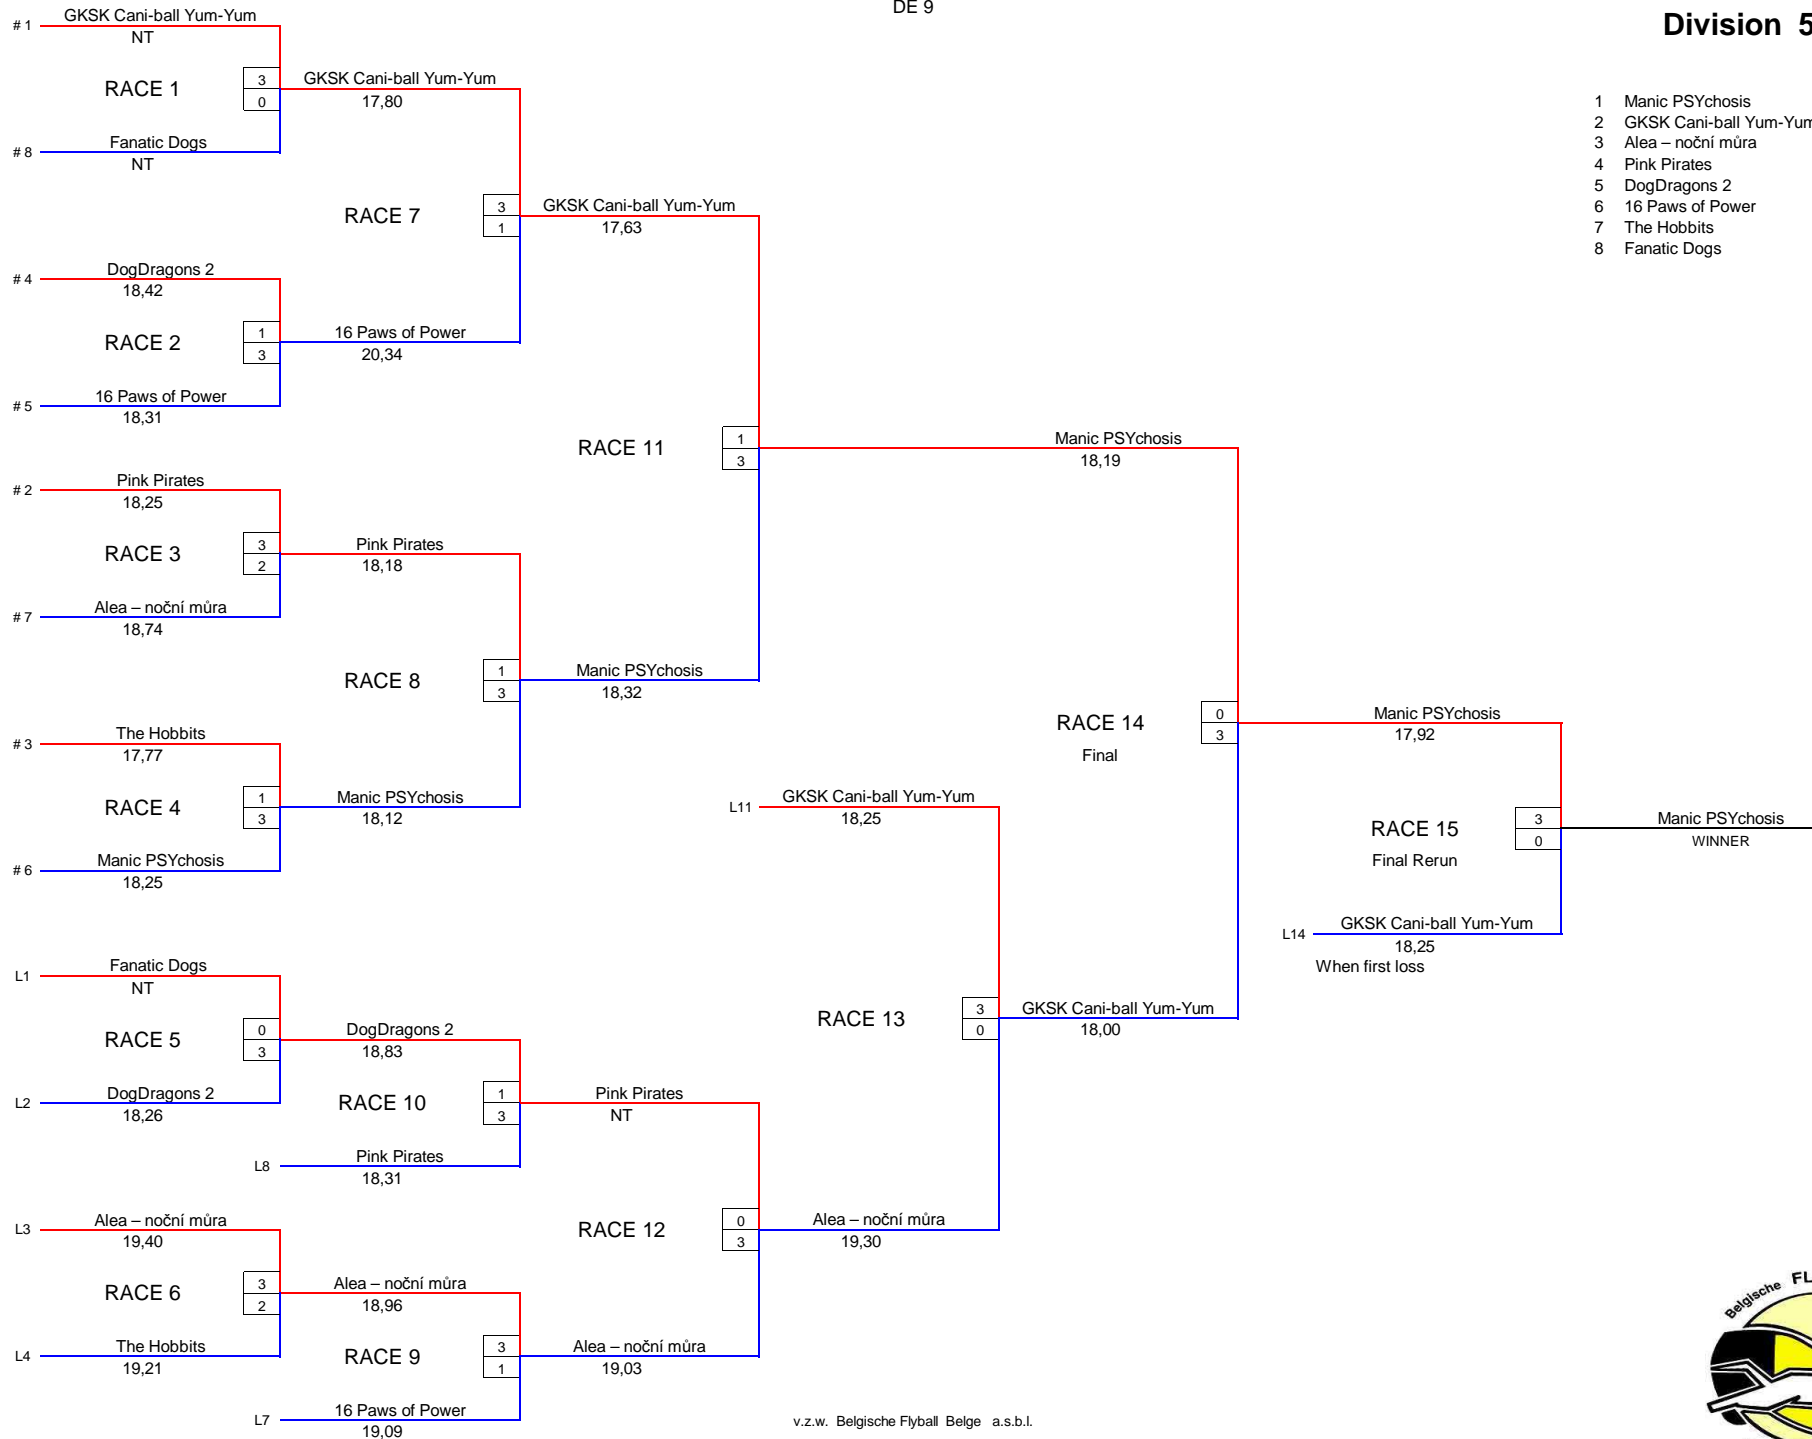 DE 9
Division 5
1 Manic PSYchosis
2 GKSK Cani-ball Yum-Yum
3 Alea – noční můra
4 Pink Pirates
5 DogDragons 2
6 16 Paws of Power
7 The Hobbits
8 Fanatic Dogs
# 1 GKSK Cani-ball Yum-Yum
NT
RACE 1
3
0
# 8 Fanatic Dogs
NT
GKSK Cani-ball Yum-Yum
17,80
RACE 7
3
1
# 4 DogDragons 2
18,42
RACE 2
1
3
16 Paws of Power
20,34
# 5 16 Paws of Power
18,31
GKSK Cani-ball Yum-Yum
17,63
RACE 11
1
3
# 2 Pink Pirates
18,25
RACE 3
3
2
Pink Pirates
18,18
# 7 Alea – noční můra
18,74
RACE 8
1
3
Manic PSYchosis
18,32
# 3 The Hobbits
17,77
RACE 4
1
3
Manic PSYchosis
18,12
# 6 Manic PSYchosis
18,25
Manic PSYchosis
18,19
RACE 14
Final
0
3
Manic PSYchosis
17,92
RACE 15
Final Rerun
3
0
Manic PSYchosis
WINNER
L14 GKSK Cani-ball Yum-Yum
18,25
When first loss
L11 GKSK Cani-ball Yum-Yum
18,25
RACE 13
3
0
GKSK Cani-ball Yum-Yum
18,00
L1 Fanatic Dogs
NT
RACE 5
0
3
L2 DogDragons 2
18,26
DogDragons 2
18,83
RACE 10
1
3
L8 Pink Pirates
18,31
Pink Pirates
NT
RACE 12
0
3
Alea – noční můra
19,30
L3 Alea – noční můra
19,40
RACE 6
3
2
L4 The Hobbits
19,21
Alea – noční můra
18,96
RACE 9
3
1
L7 16 Paws of Power
19,09
Alea – noční můra
19,03
v.z.w. Belgische Flyball Belge a.s.b.l.
Belgische FL